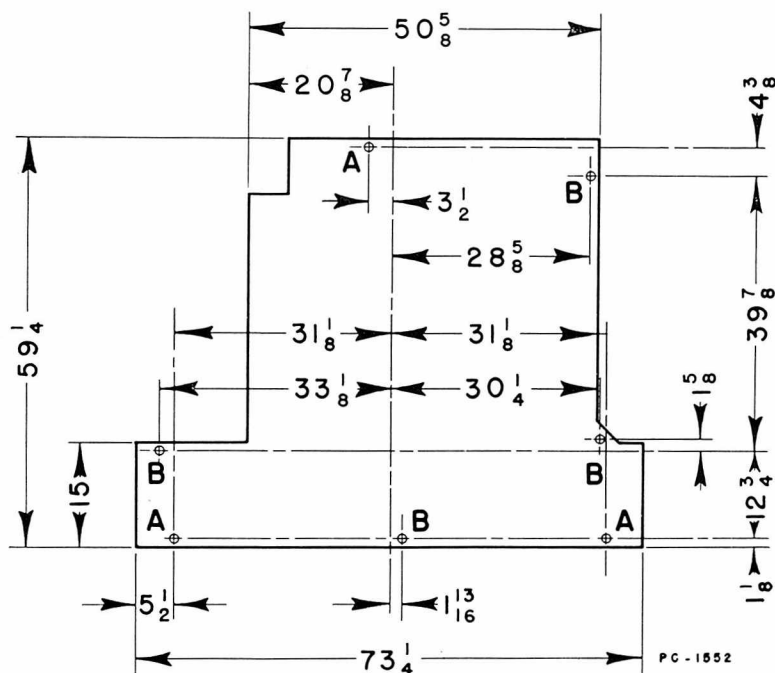 50 5/8
20 7/8
4 3/8
A
B
3 1/2
28 5/8
39 7/8
59 1/4
31 1/8
31 1/8
33 1/8
30 1/4
1 5/8
B
B
15
12 3/4
A
B
A
1 1/8
5 1/2
1 13/16
73 1/4
PC-1552